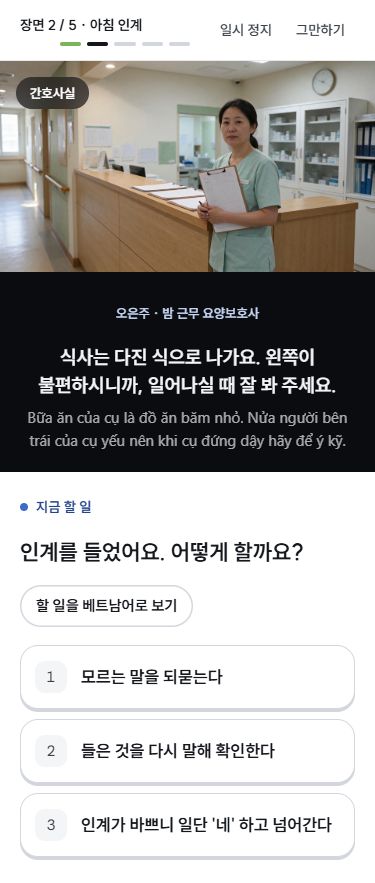 장면 2 / 5 · 아침 인계
일시 정지
그만하기
간호사실
오은주 · 밤 근무 요양보호사
식사는 다진 식으로 나가요. 왼쪽이
불편하시니까, 일어나실 때 잘 봐 주세요.
Bữa ăn của cụ là đồ ăn băm nhỏ. Nửa người bên
trái của cụ yếu nên khi cụ đứng dậy hãy để ý kỹ.
지금 할 일
인계를 들었어요. 어떻게 할까요?
할 일을 베트남어로 보기
1 모르는 말을 되묻는다
2 들은 것을 다시 말해 확인한다
3 인계가 바쁘니 일단 '네' 하고 넘어간다